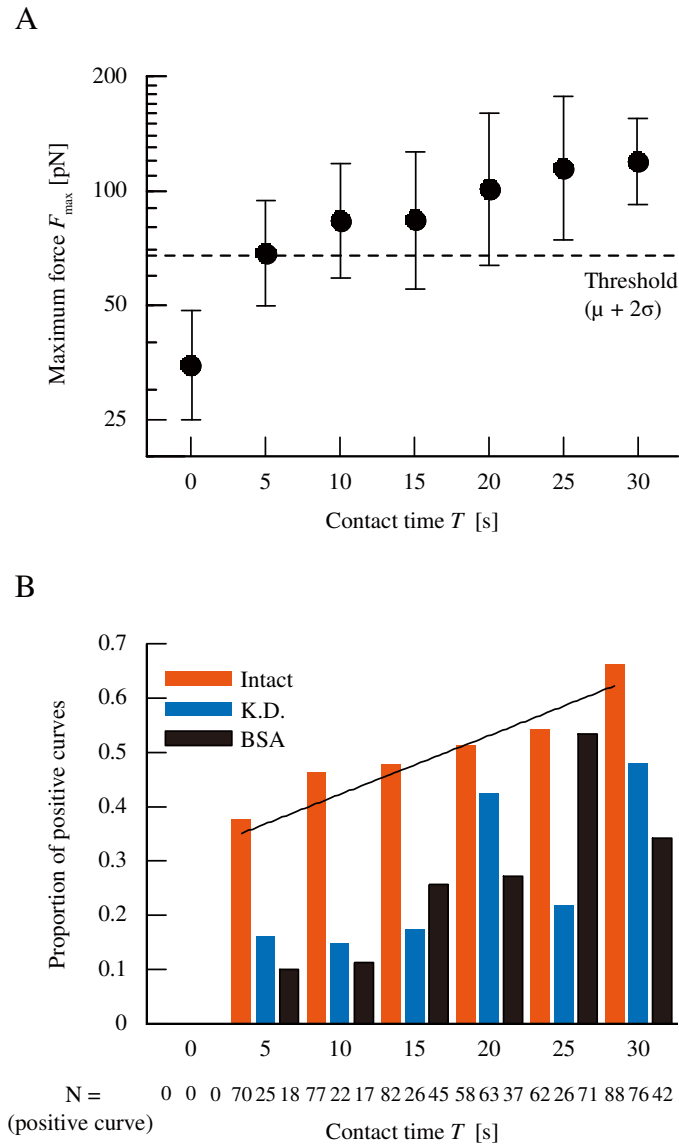 A
200
100
50
25
Maximum force Fmax [pN]
Threshold
(μ + 2σ)
0 5 10 15 20 25 30
Contact time T [s]
B
0.7
0.6
0.5
0.4
0.3
0.2
0.1
0
Proportion of positive curves
Intact
K.D.
BSA
0 5 10 15 20 25 30
N = 0 0 0 70 25 18 77 22 17 82 26 45 58 63 37 62 26 71 88 76 42
(positive curve)
Contact time T [s]